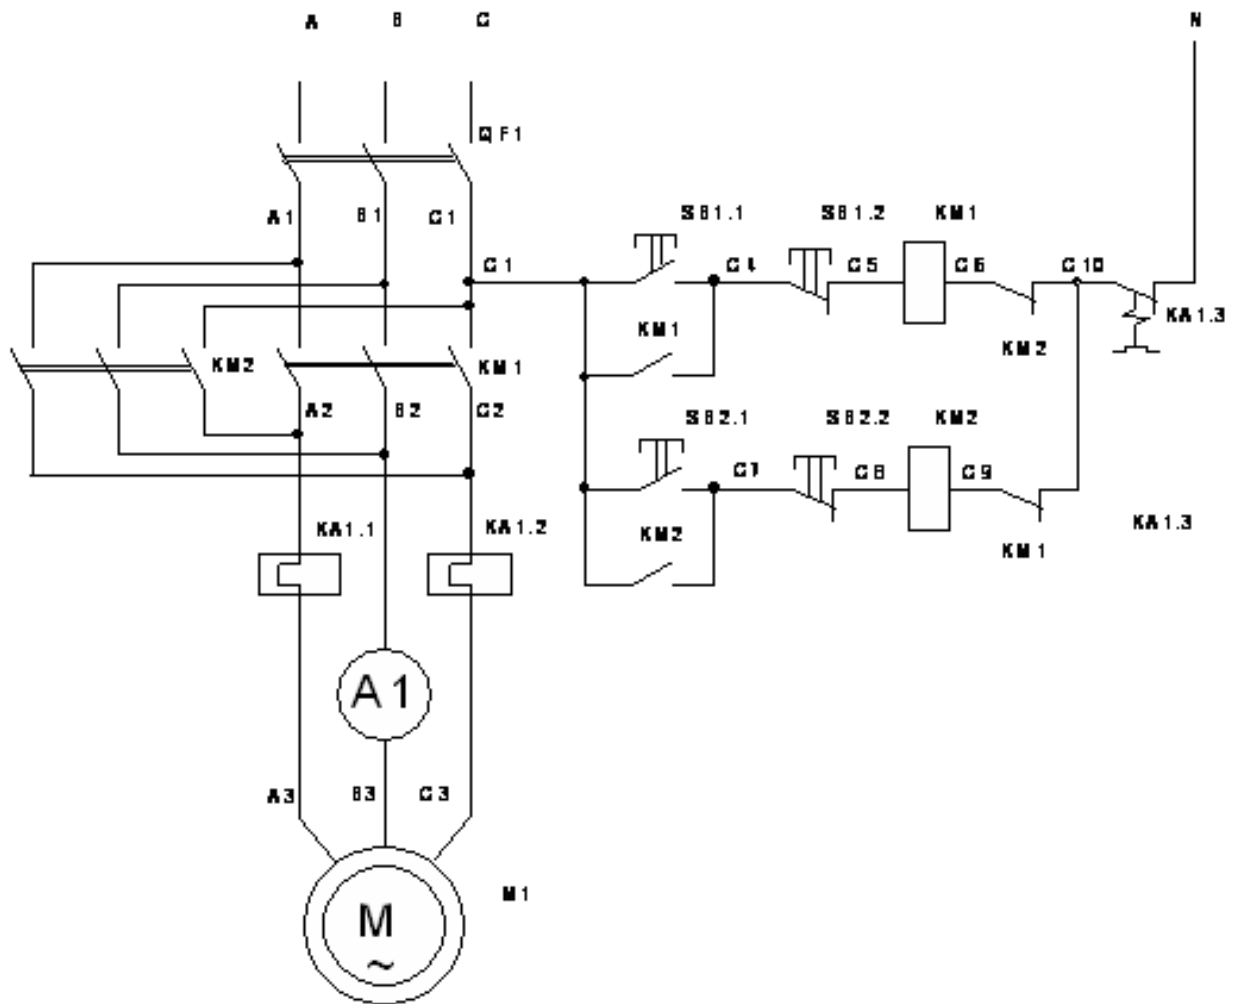 A B C N
QF1
A1 B1 C1
SB1.1 SB1.2 KM1
C1 C4 C5 C6 C10
KA1.3
KM1
KM2
KM2 KM1
A2 B2 C2
SB2.1 SB2.2 KM2
C7 C8 C9
KA1.1 KA1.2 KA1.3
KM2
KM1
A1
A3 B3 C3
M1
M
~